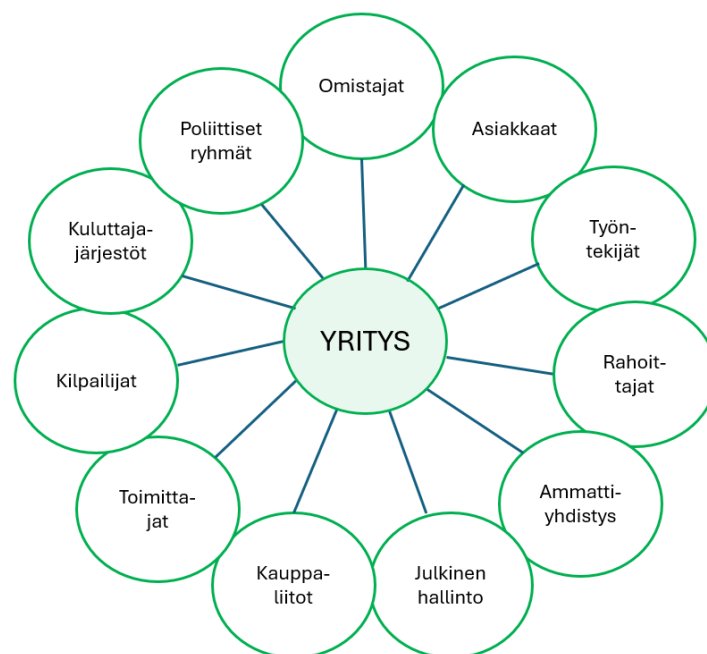 Omistajat
Asiakkaat
Työn-
tekijät
Rahoit-
tajat
Ammatti-
yhdistys
Julkinen
hallinto
Kauppa-
liitot
Toimitta-
jat
Kilpailijat
Kuluttaja-
järjestöt
Poliittiset
ryhmät
YRITYS